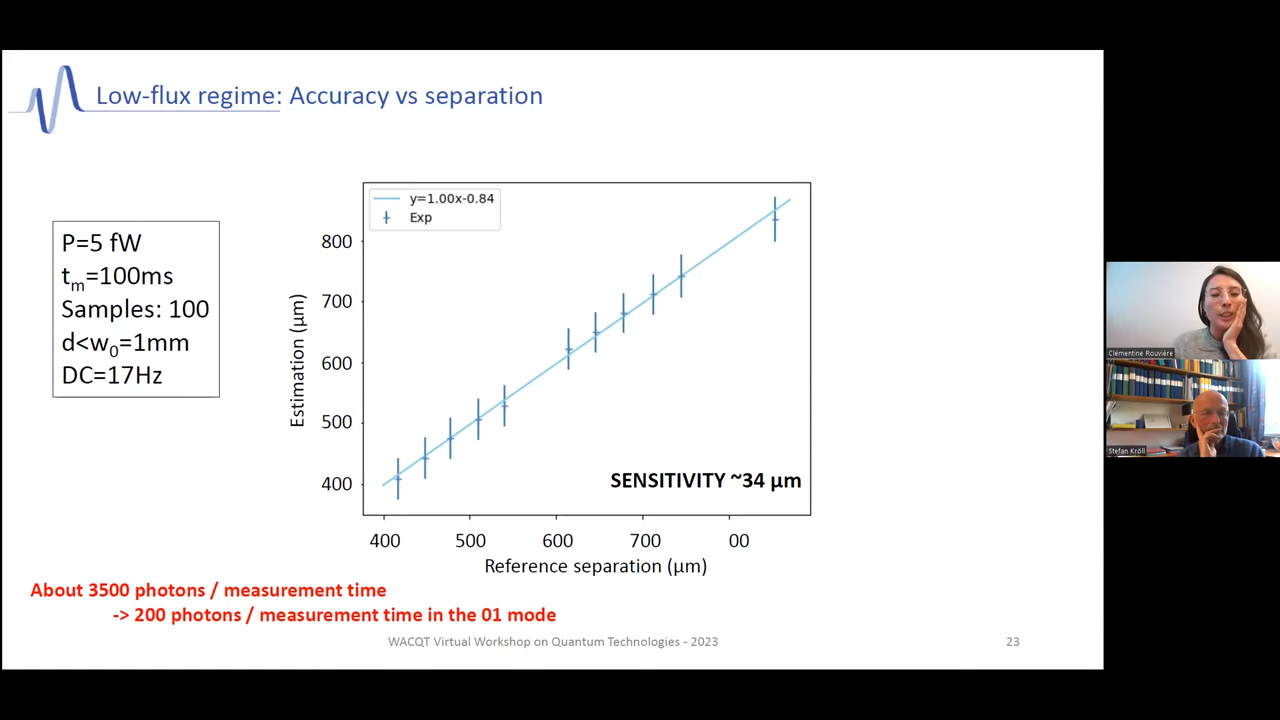 Low-flux regime: Accuracy vs separation
P=5 fW
tm=100ms
Samples: 100
d<w0=1mm
DC=17Hz
y=1.00x-0.84
Exp
800
700
600
500
400
Estimation (μm)
SENSITIVITY ~34 μm
400 500 600 700 00
Reference separation (μm)
About 3500 photons / measurement time
-> 200 photons / measurement time in the 01 mode
WACQT Virtual Workshop on Quantum Technologies - 2023
23
Clémentine Rouvière
Stefan Kröll